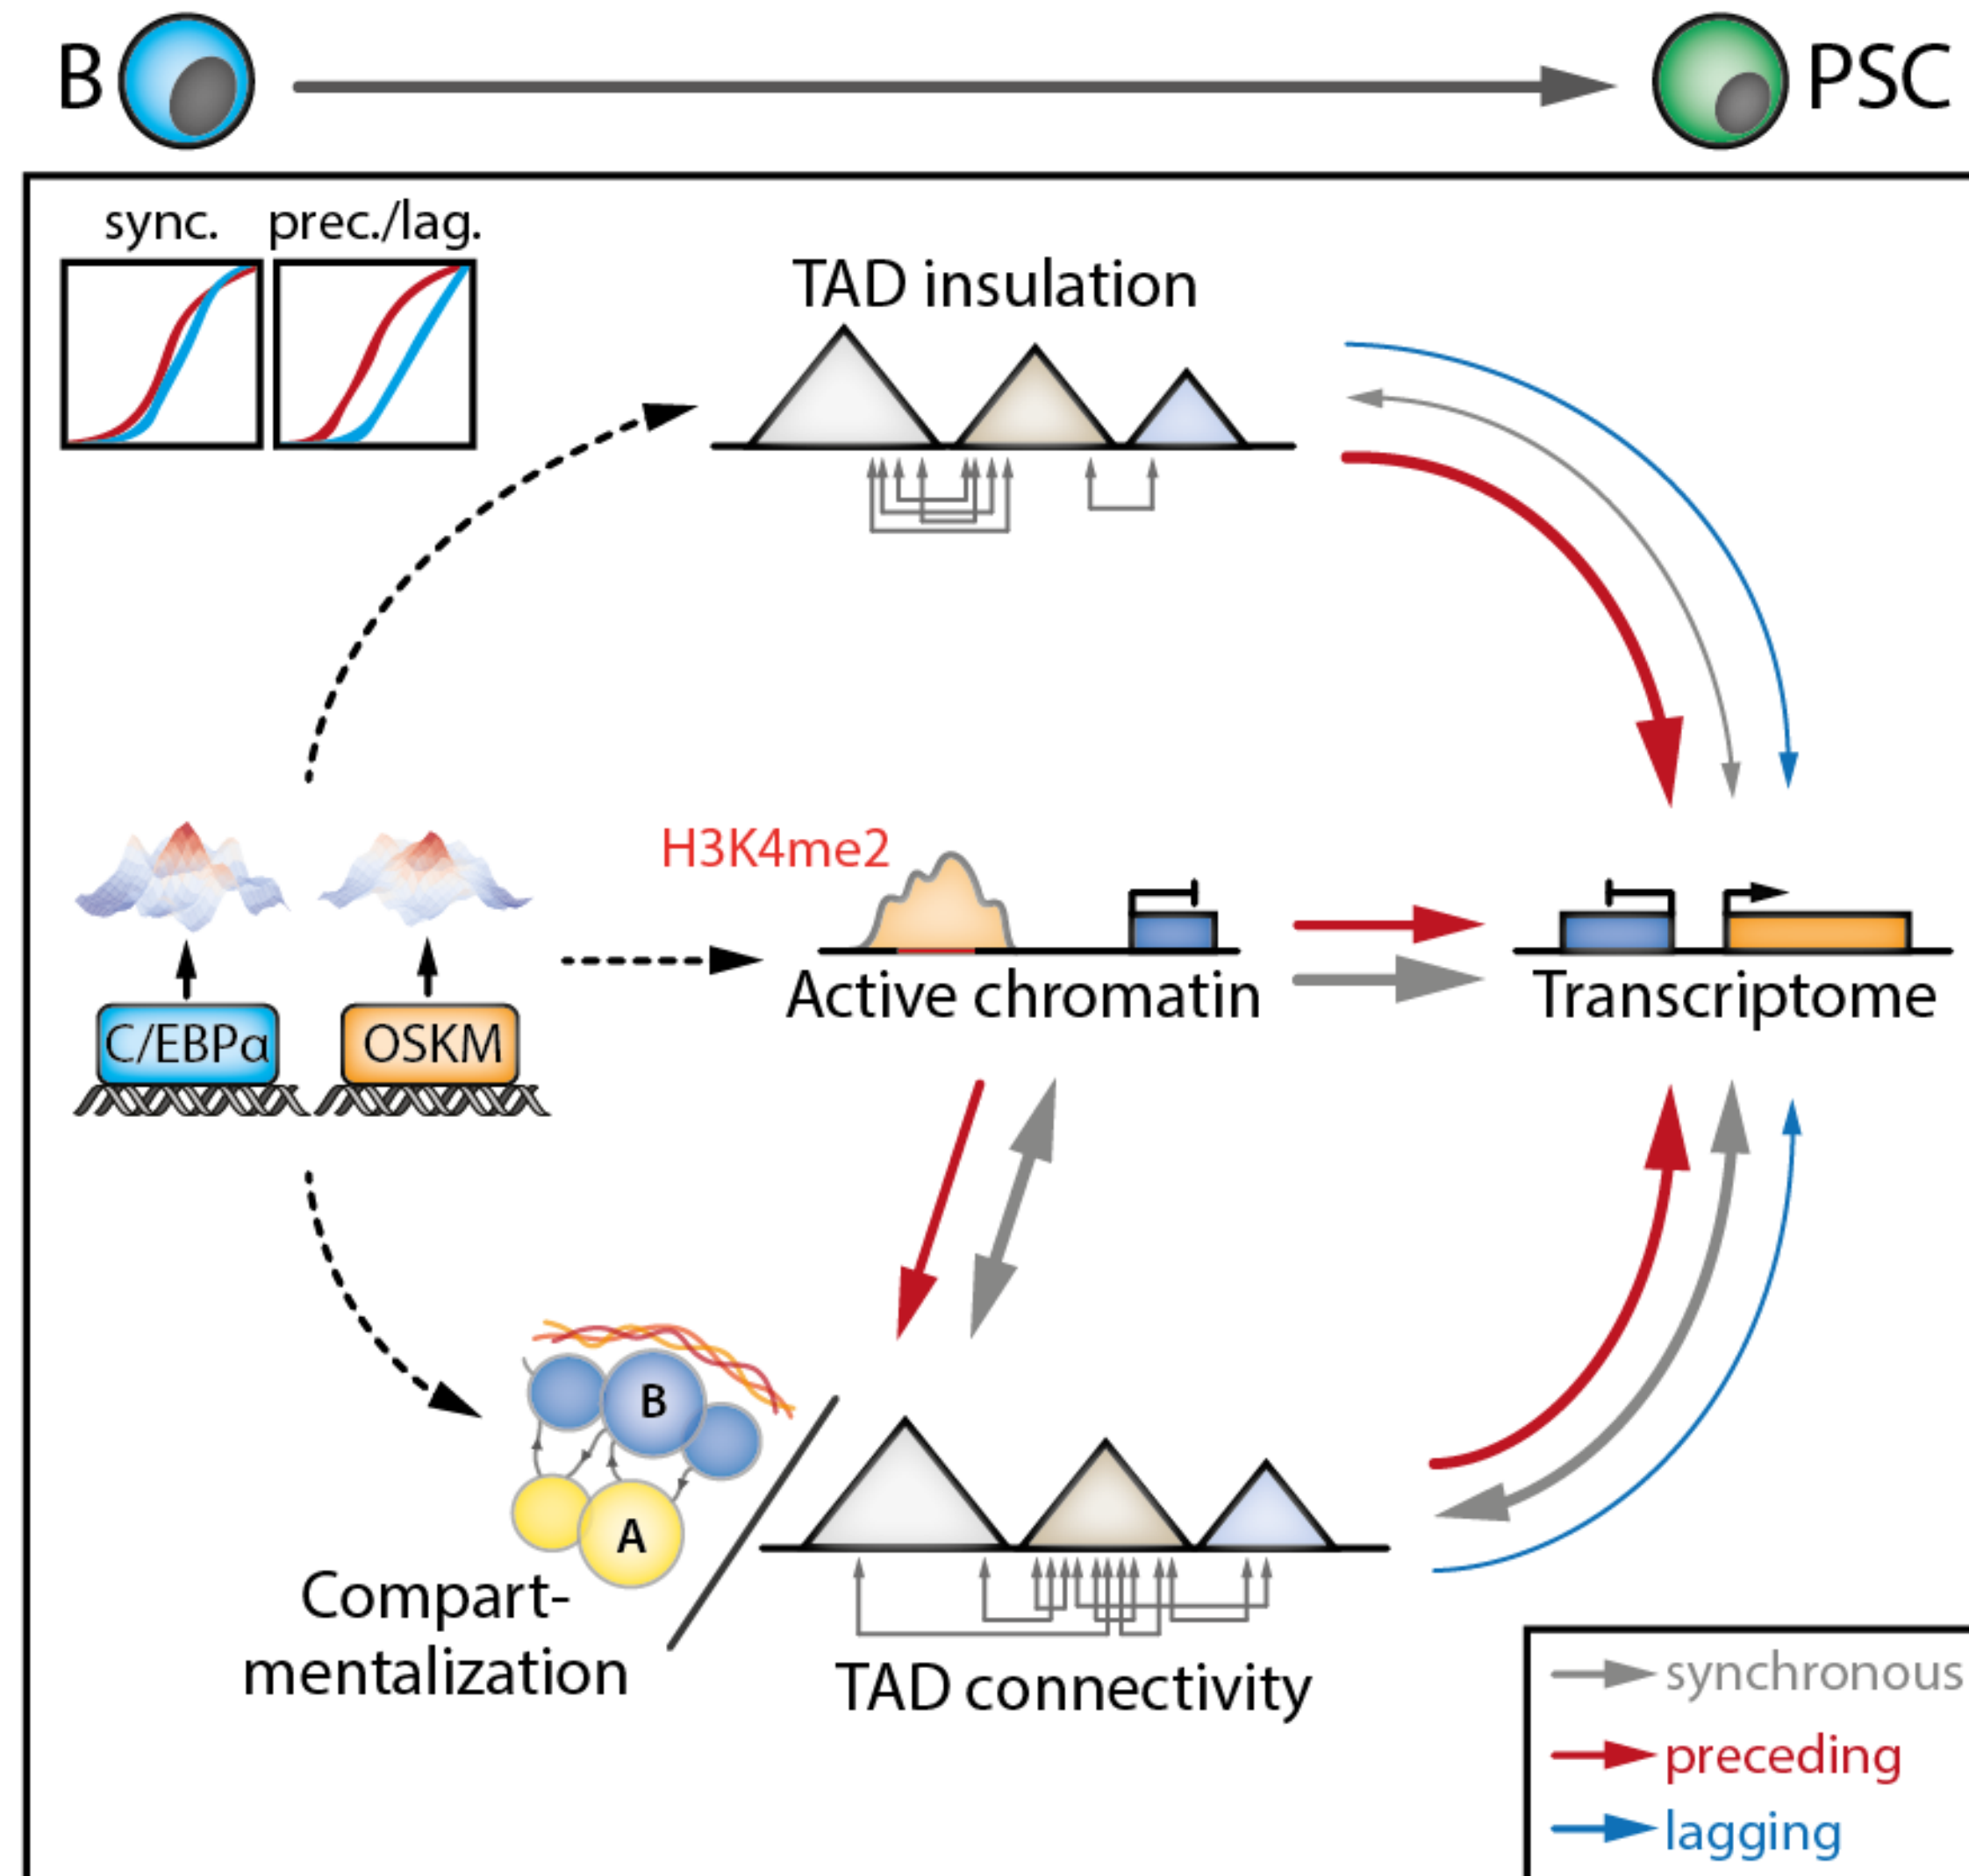 B
PSC
sync.
prec./lag.
TAD insulation
H3K4me2
Active chromatin
Transcriptome
C/EBPα
OSKM
B
A
Compart-
mentalization
TAD connectivity
synchronous
preceding
lagging